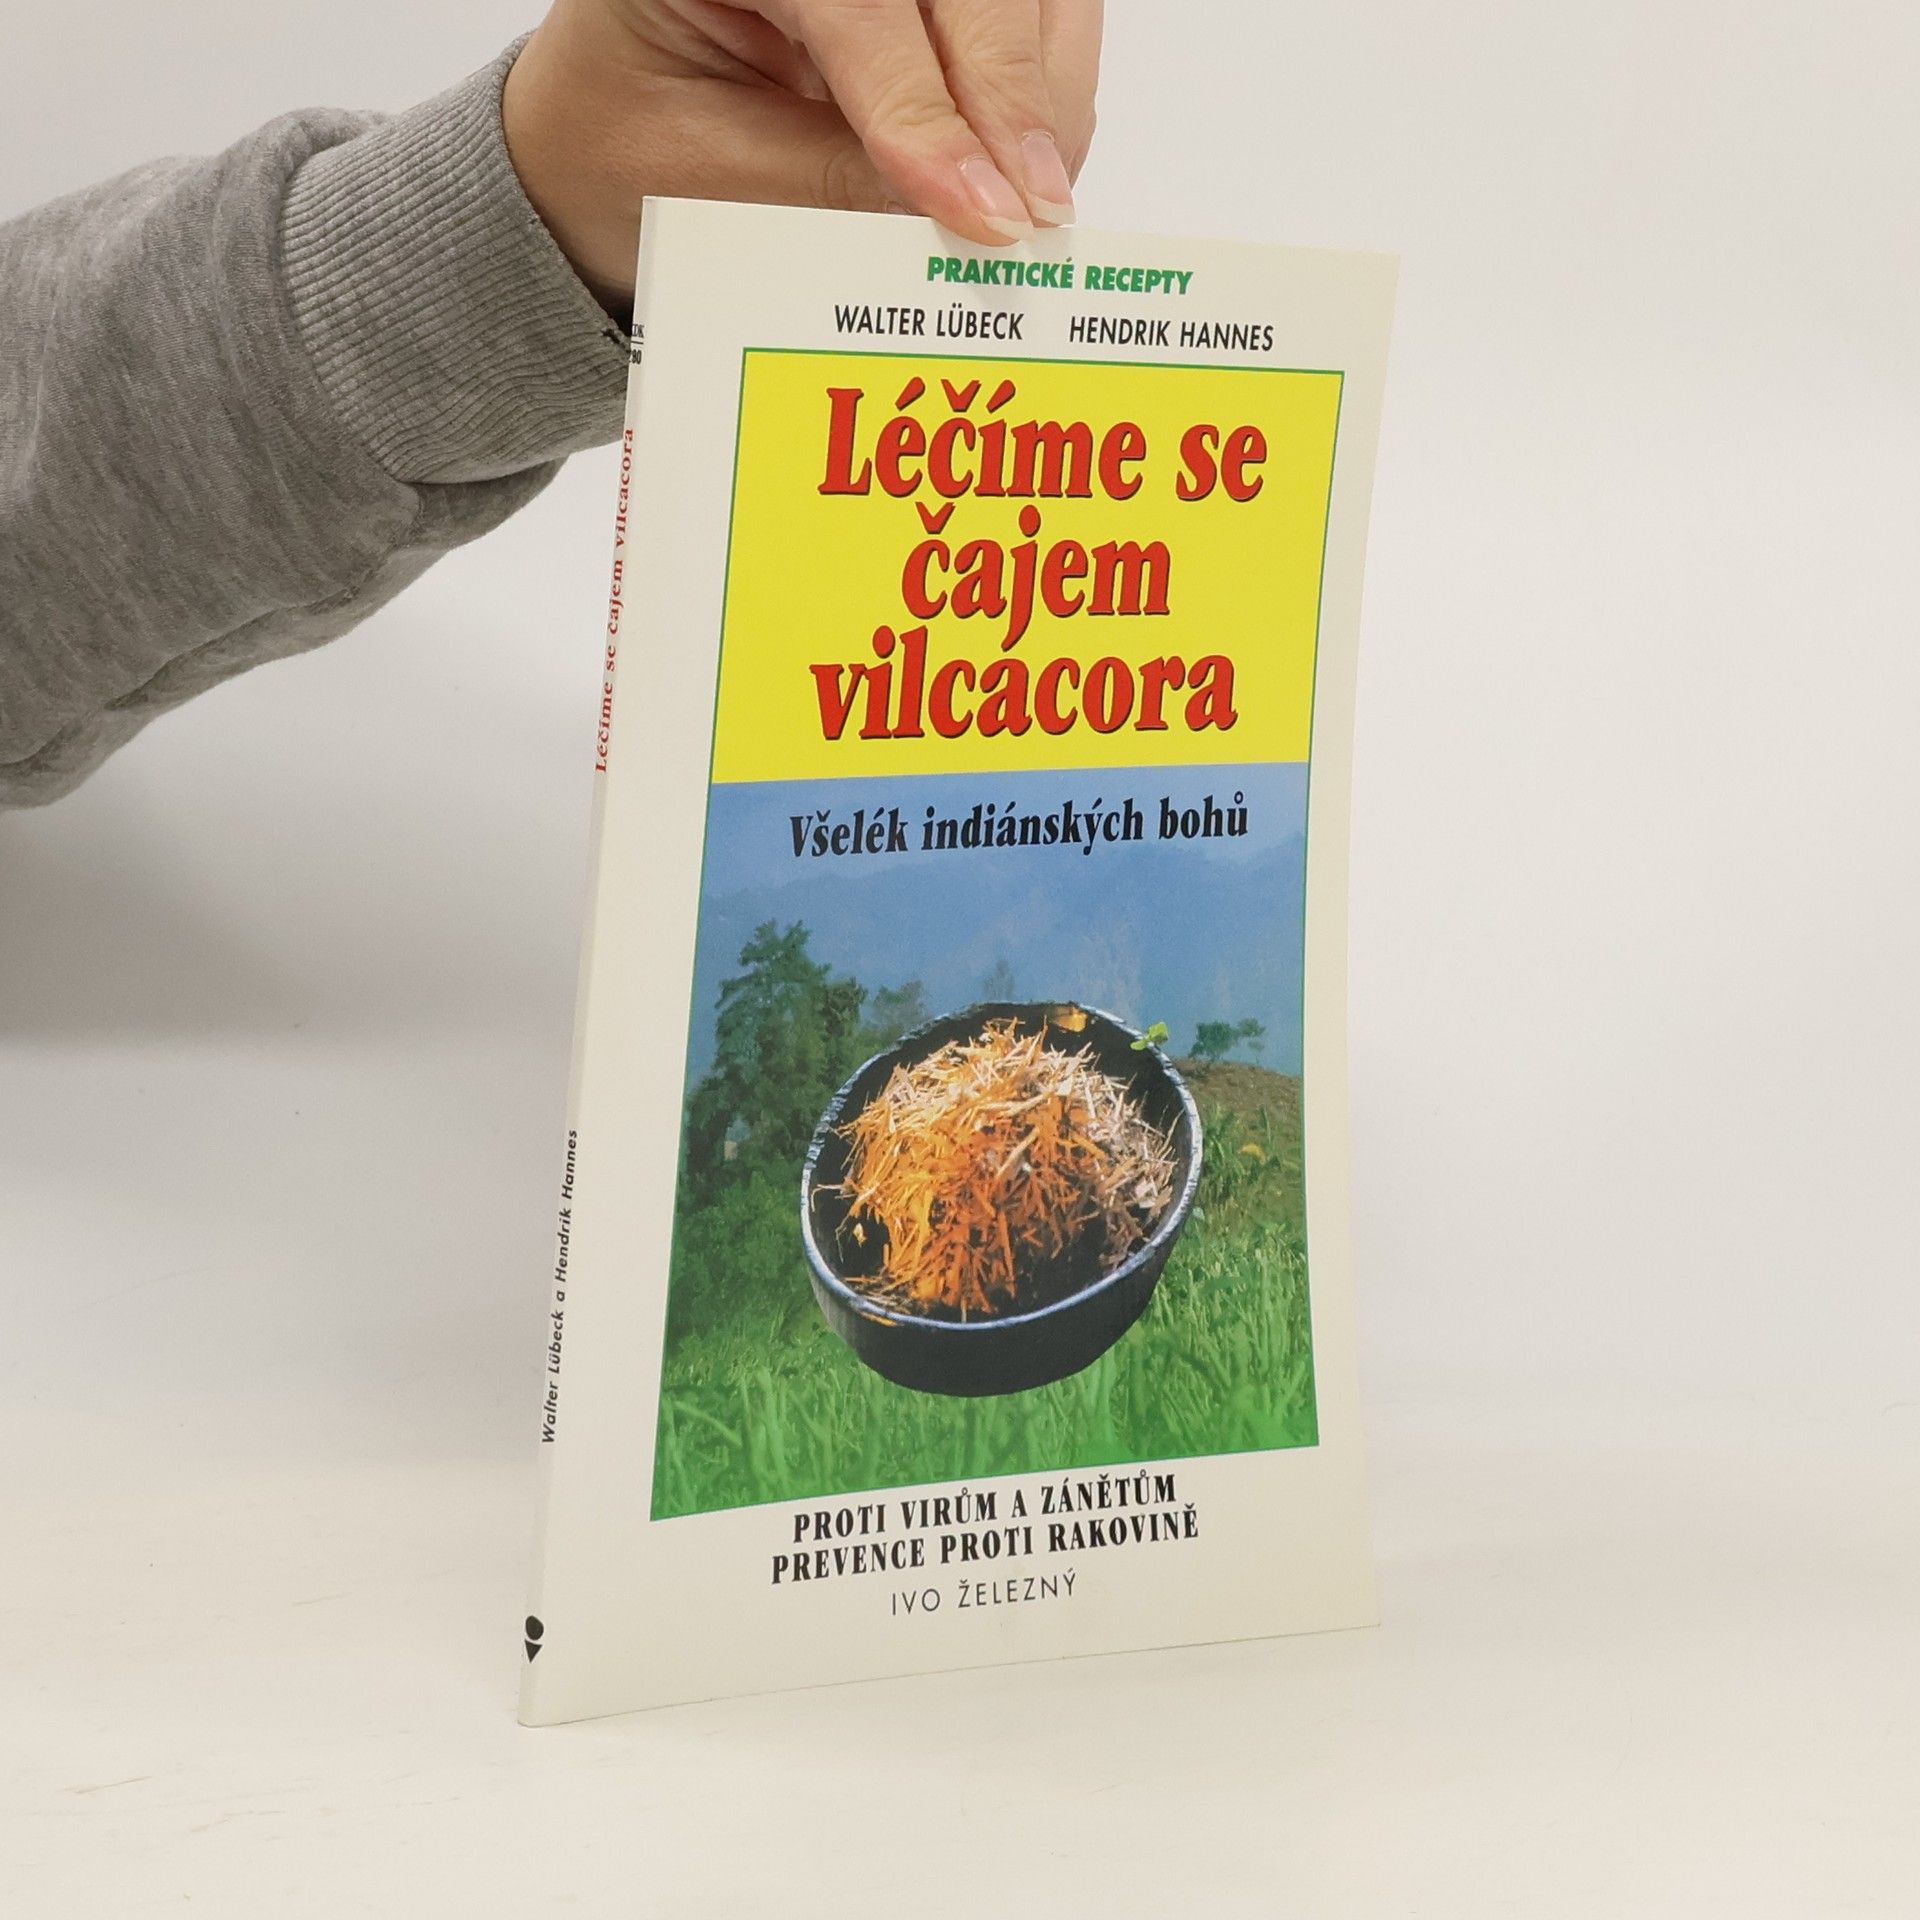 PRAKTICKÉ RECEPTY
WALTER LÜBECK HENDRIK HANNES
Léčíme se
čajem
vilcacora
Všelék indiánských bohů
PROTI VIRŮM A ZÁNĚTŮM
PREVENCE PROTI RAKOVINĚ
IVO ŽELEZNÝ
Léčíme se čajem vilcacora
Walter Lübeck a Hendrik Hannes